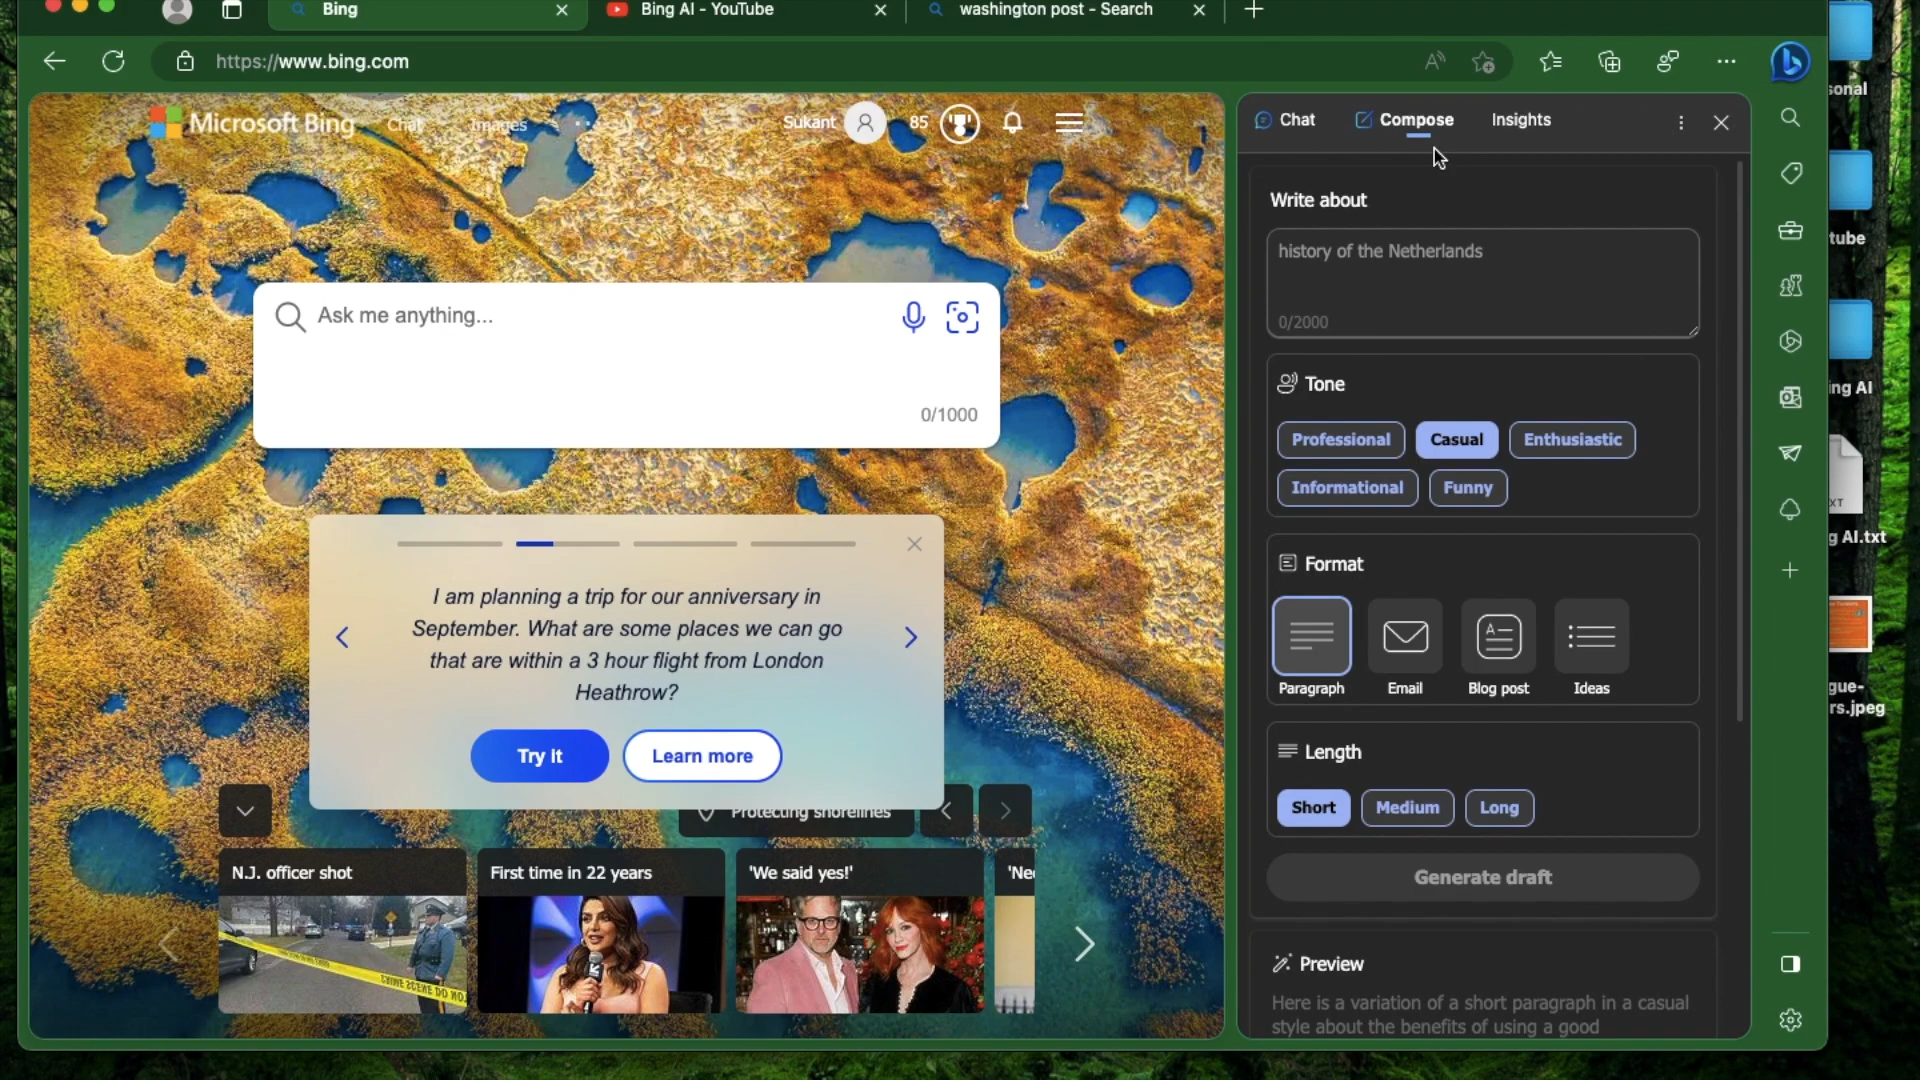 Bing
Bing AI - YouTube
washington post - Search
https://www.bing.com
Microsoft Bing
Chat
Images
Sukant
85
Ask me anything...
0/1000
I am planning a trip for our anniversary in
September. What are some places we can go
that are within a 3 hour flight from London
Heathrow?
Try It
Learn more
Protecting shorelines
N.J. officer shot
First time in 22 years
'We said yes!'
CRIME SCENE DO NO
Chat
Compose
Insights
Write about
history of the Netherlands
0/2000
Tone
Professional
Casual
Enthusiastic
Informational
Funny
Format
Paragraph
Email
Blog post
Ideas
Length
Short
Medium
Long
Generate draft
Preview
Here is a variation of a short paragraph in a casual
style about the benefits of using a good
sonal
tube
ing AI
XT
g AI.txt
gue-
rs.jpeg